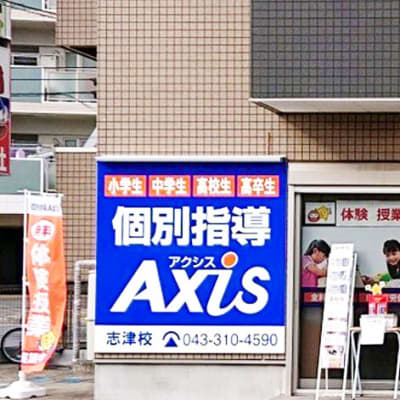 小学生 中学生 高校生 高卒生
個別指導
アクシス
AXiS
志津校 ☎043-310-4590
体験 授業